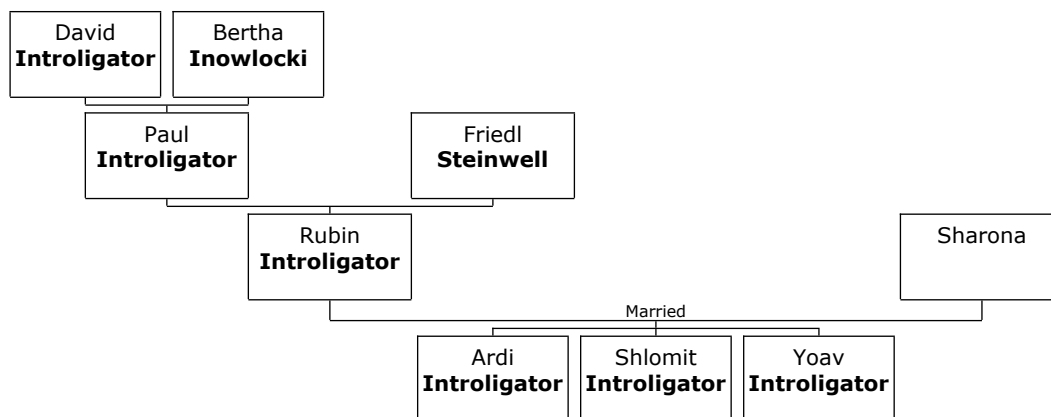 David
Introligator
Bertha
Inowlocki
Paul
Introligator
Friedl
Steinwell
Rubin
Introligator
Sharona
Married
Ardi
Introligator
Shlomit
Introligator
Yoav
Introligator